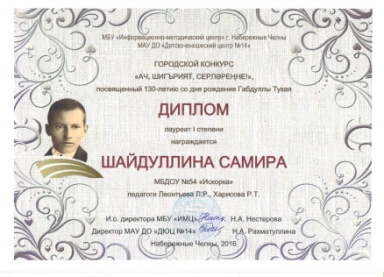 МБУ «Информационно-методический центр» г. Набережные Челны
МАУ ДО «Детско-юношеский центр №14»
ГОРОДСКОЙ КОНКУРС
«АЧ, ШИГЪРИЯТ, СЕРЛӘРЕҢНЕ!»,
посвященный 130-летию со дня рождения Габдуллы Тукая
ДИПЛОМ
лауреат I степени
награждается
ШАЙДУЛЛИНА САМИРА
МБДОУ №54 «Искорка»
педагоги Леонтьева Л.Р., Харисова Р.Т.
И.о. директора МБУ «ИМЦ» Н.А. Нестерова
Директор МАУ ДО «ДЮЦ №14» Н.А. Разматуллина
Набережные Челны, 2016